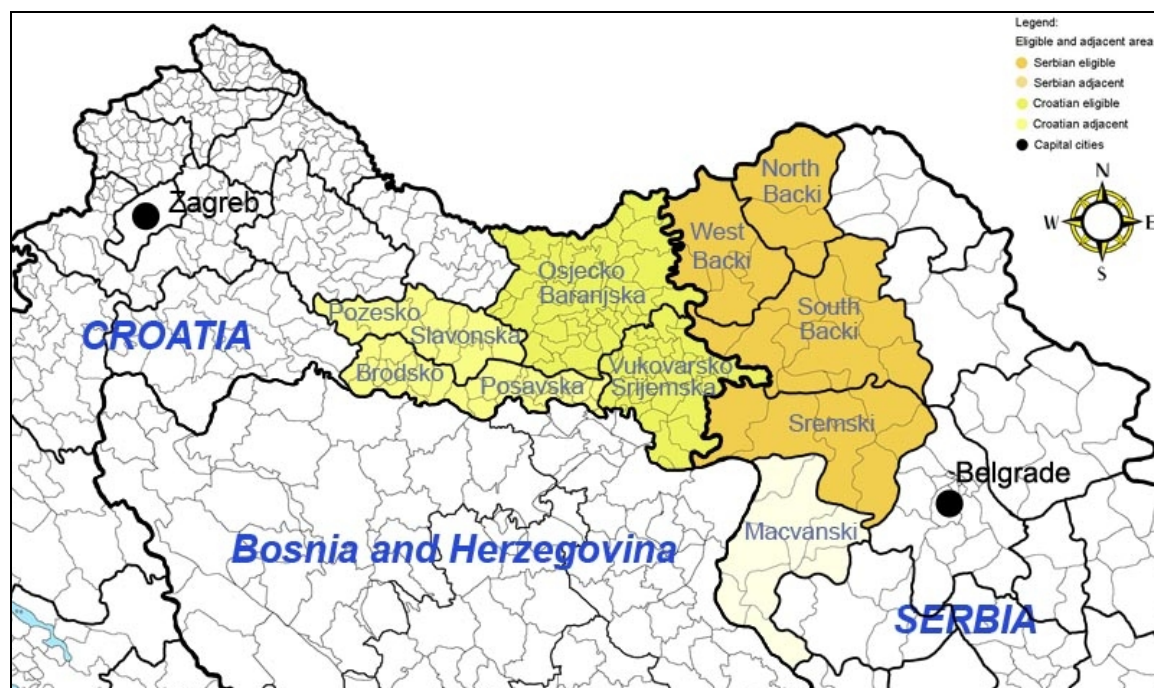 Legend:
Eligible and adjacent area
Serbian eligible
Serbian adjacent
Croatian eligible
Croatian adjacent
Capital cities
N
W
E
S
Zagreb
CROATIA
North
Backi
West
Backi
South
Backi
Osjecko
Baranjska
Pozesko
Slavonska
Brodsko
Posavska
Vukovarsko
Srijemska
Sremski
Belgrade
Macvanski
Bosnia and Herzegovina
SERBIA